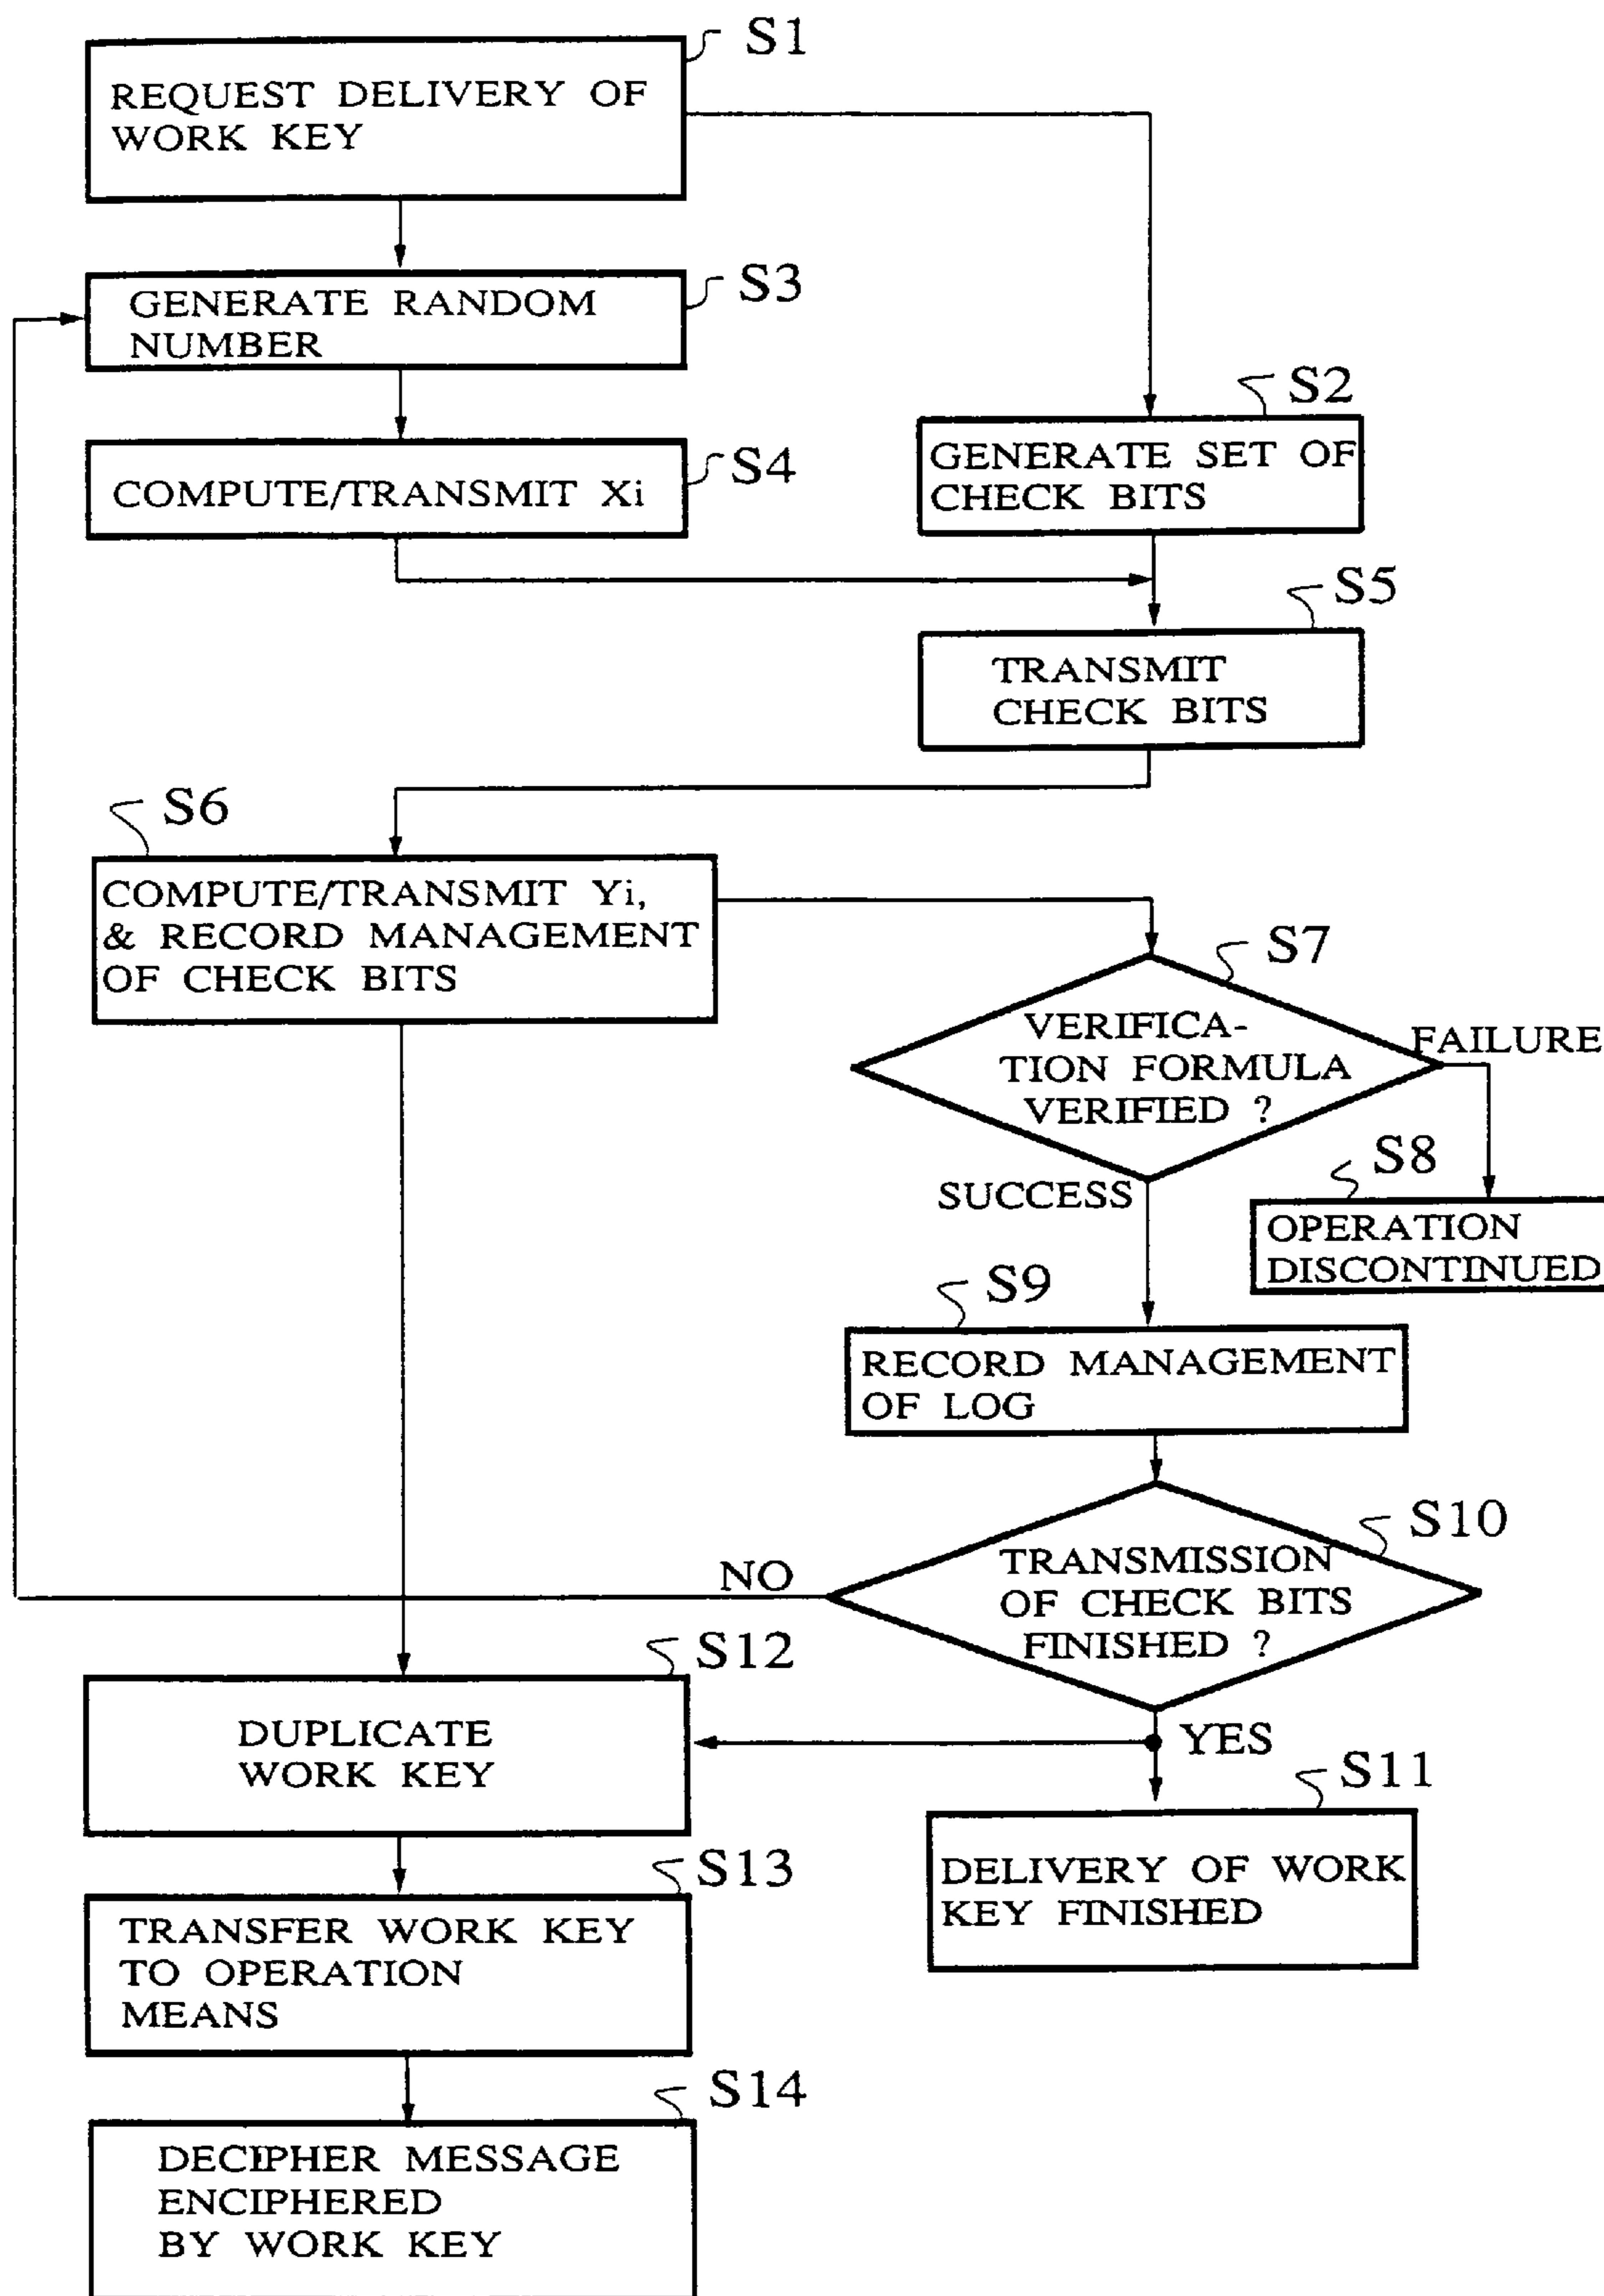 S1
REQUEST DELIVERY OF
WORK KEY
S3
GENERATE RANDOM
NUMBER
S2
GENERATE SET OF
CHECK BITS
S4
COMPUTE/TRANSMIT Xi
S5
TRANSMIT
CHECK BITS
S6
COMPUTE/TRANSMIT Yi,
& RECORD MANAGEMENT
OF CHECK BITS
S7
VERIFICA-
TION FORMULA
VERIFIED ?
FAILURE
SUCCESS
S8
OPERATION
DISCONTINUED
S9
RECORD MANAGEMENT
OF LOG
S10
TRANSMISSION
OF CHECK BITS
FINISHED ?
NO
YES
S12
DUPLICATE
WORK KEY
S11
DELIVERY OF WORK
KEY FINISHED
S13
TRANSFER WORK KEY
TO OPERATION
MEANS
S14
DECIPHER MESSAGE
ENCIPHERED
BY WORK KEY